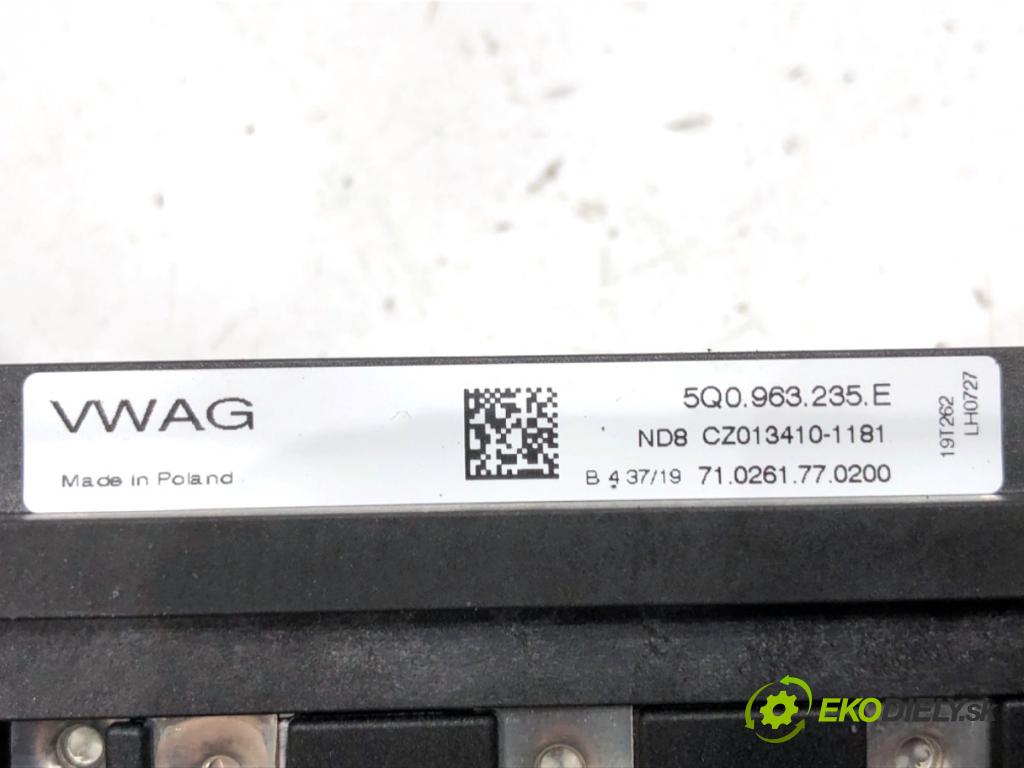 VWAG
Made in Poland
5Q0.963.235.E
ND8 CZ013410-1181
B 4 37/19 71.0261.77.0200
19T262
LH0727
EKODIELY.SK